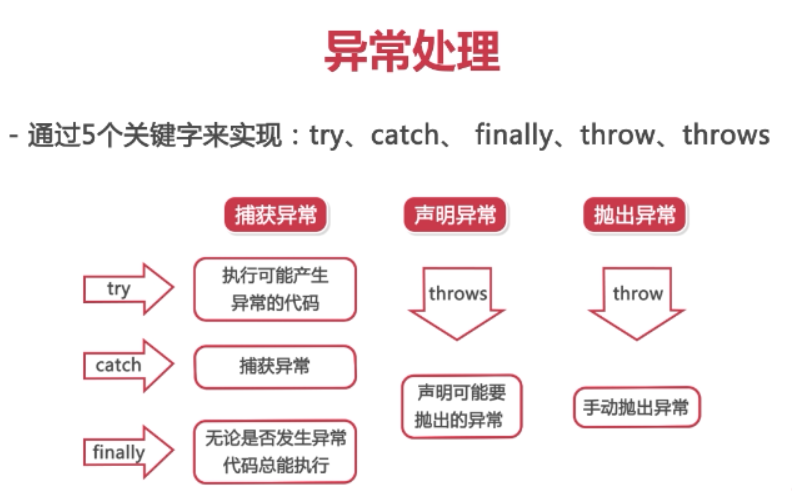 异常处理
- 通过5个关键字来实现：try、catch、 finally、throw、throws
捕获异常
声明异常
抛出异常
try
执行可能产生
异常的代码
throws
throw
catch
捕获异常
声明可能要
抛出的异常
手动抛出异常
finally
无论是否发生异常
代码总能执行